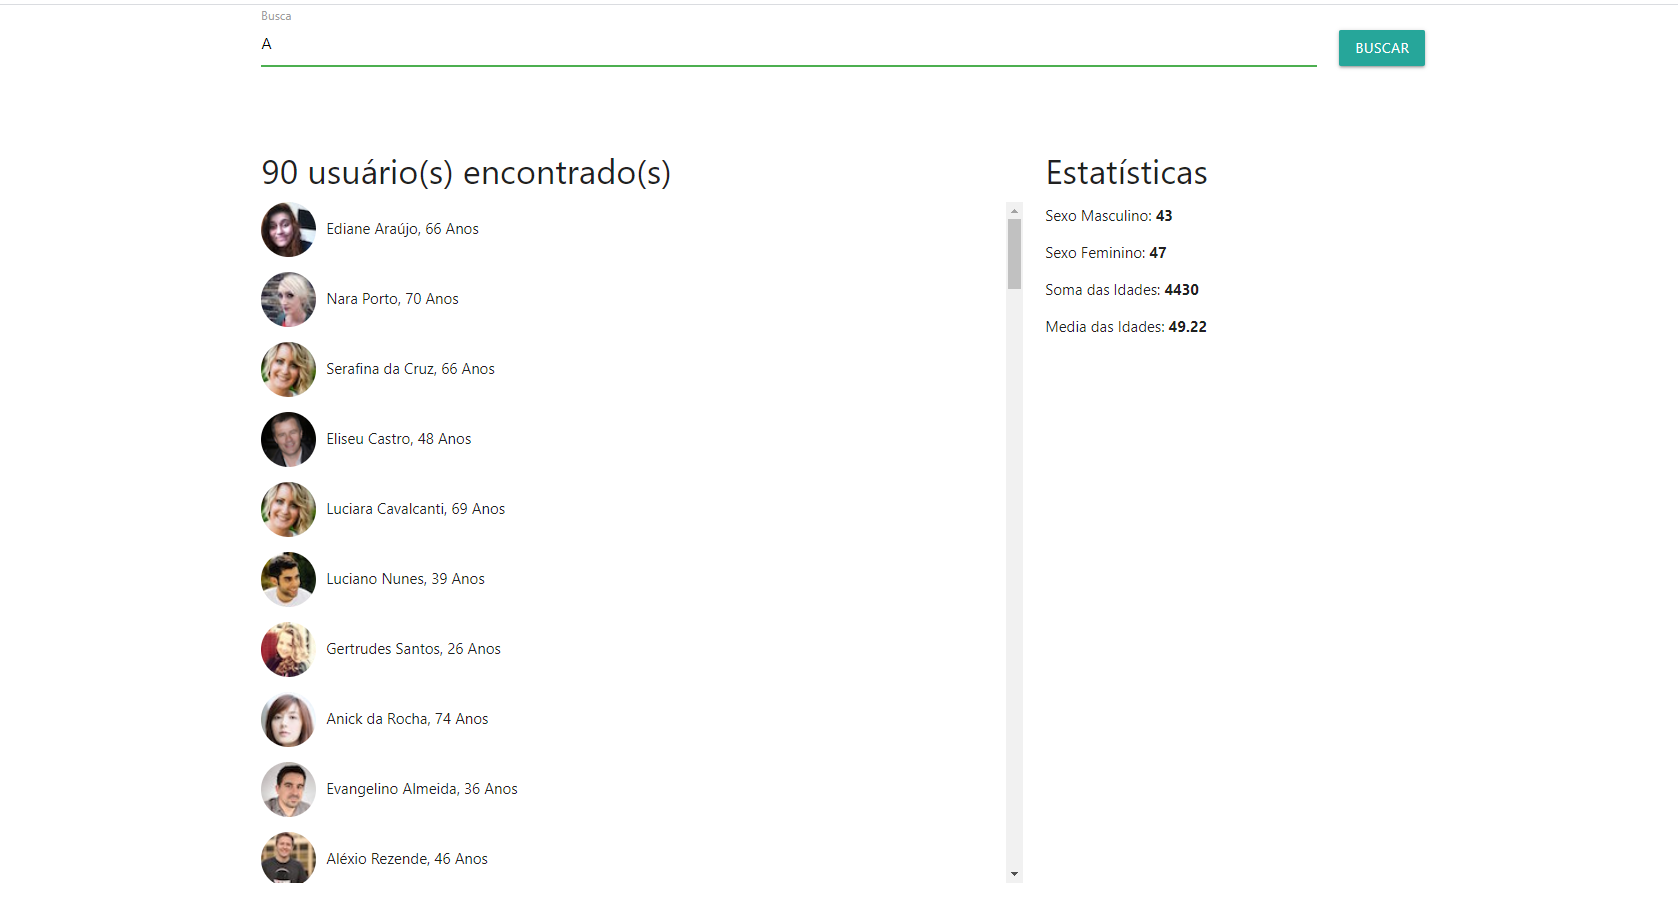 Busca
A
BUSCAR
90 usuário(s) encontrado(s)
Ediane Araújo, 66 Anos
Nara Porto, 70 Anos
Serafina da Cruz, 66 Anos
Eliseu Castro, 48 Anos
Luciara Cavalcanti, 69 Anos
Luciano Nunes, 39 Anos
Gertrudes Santos, 26 Anos
Anick da Rocha, 74 Anos
Evangelino Almeida, 36 Anos
Aléxio Rezende, 46 Anos
Estatísticas
Sexo Masculino: 43
Sexo Feminino: 47
Soma das Idades: 4430
Media das Idades: 49.22